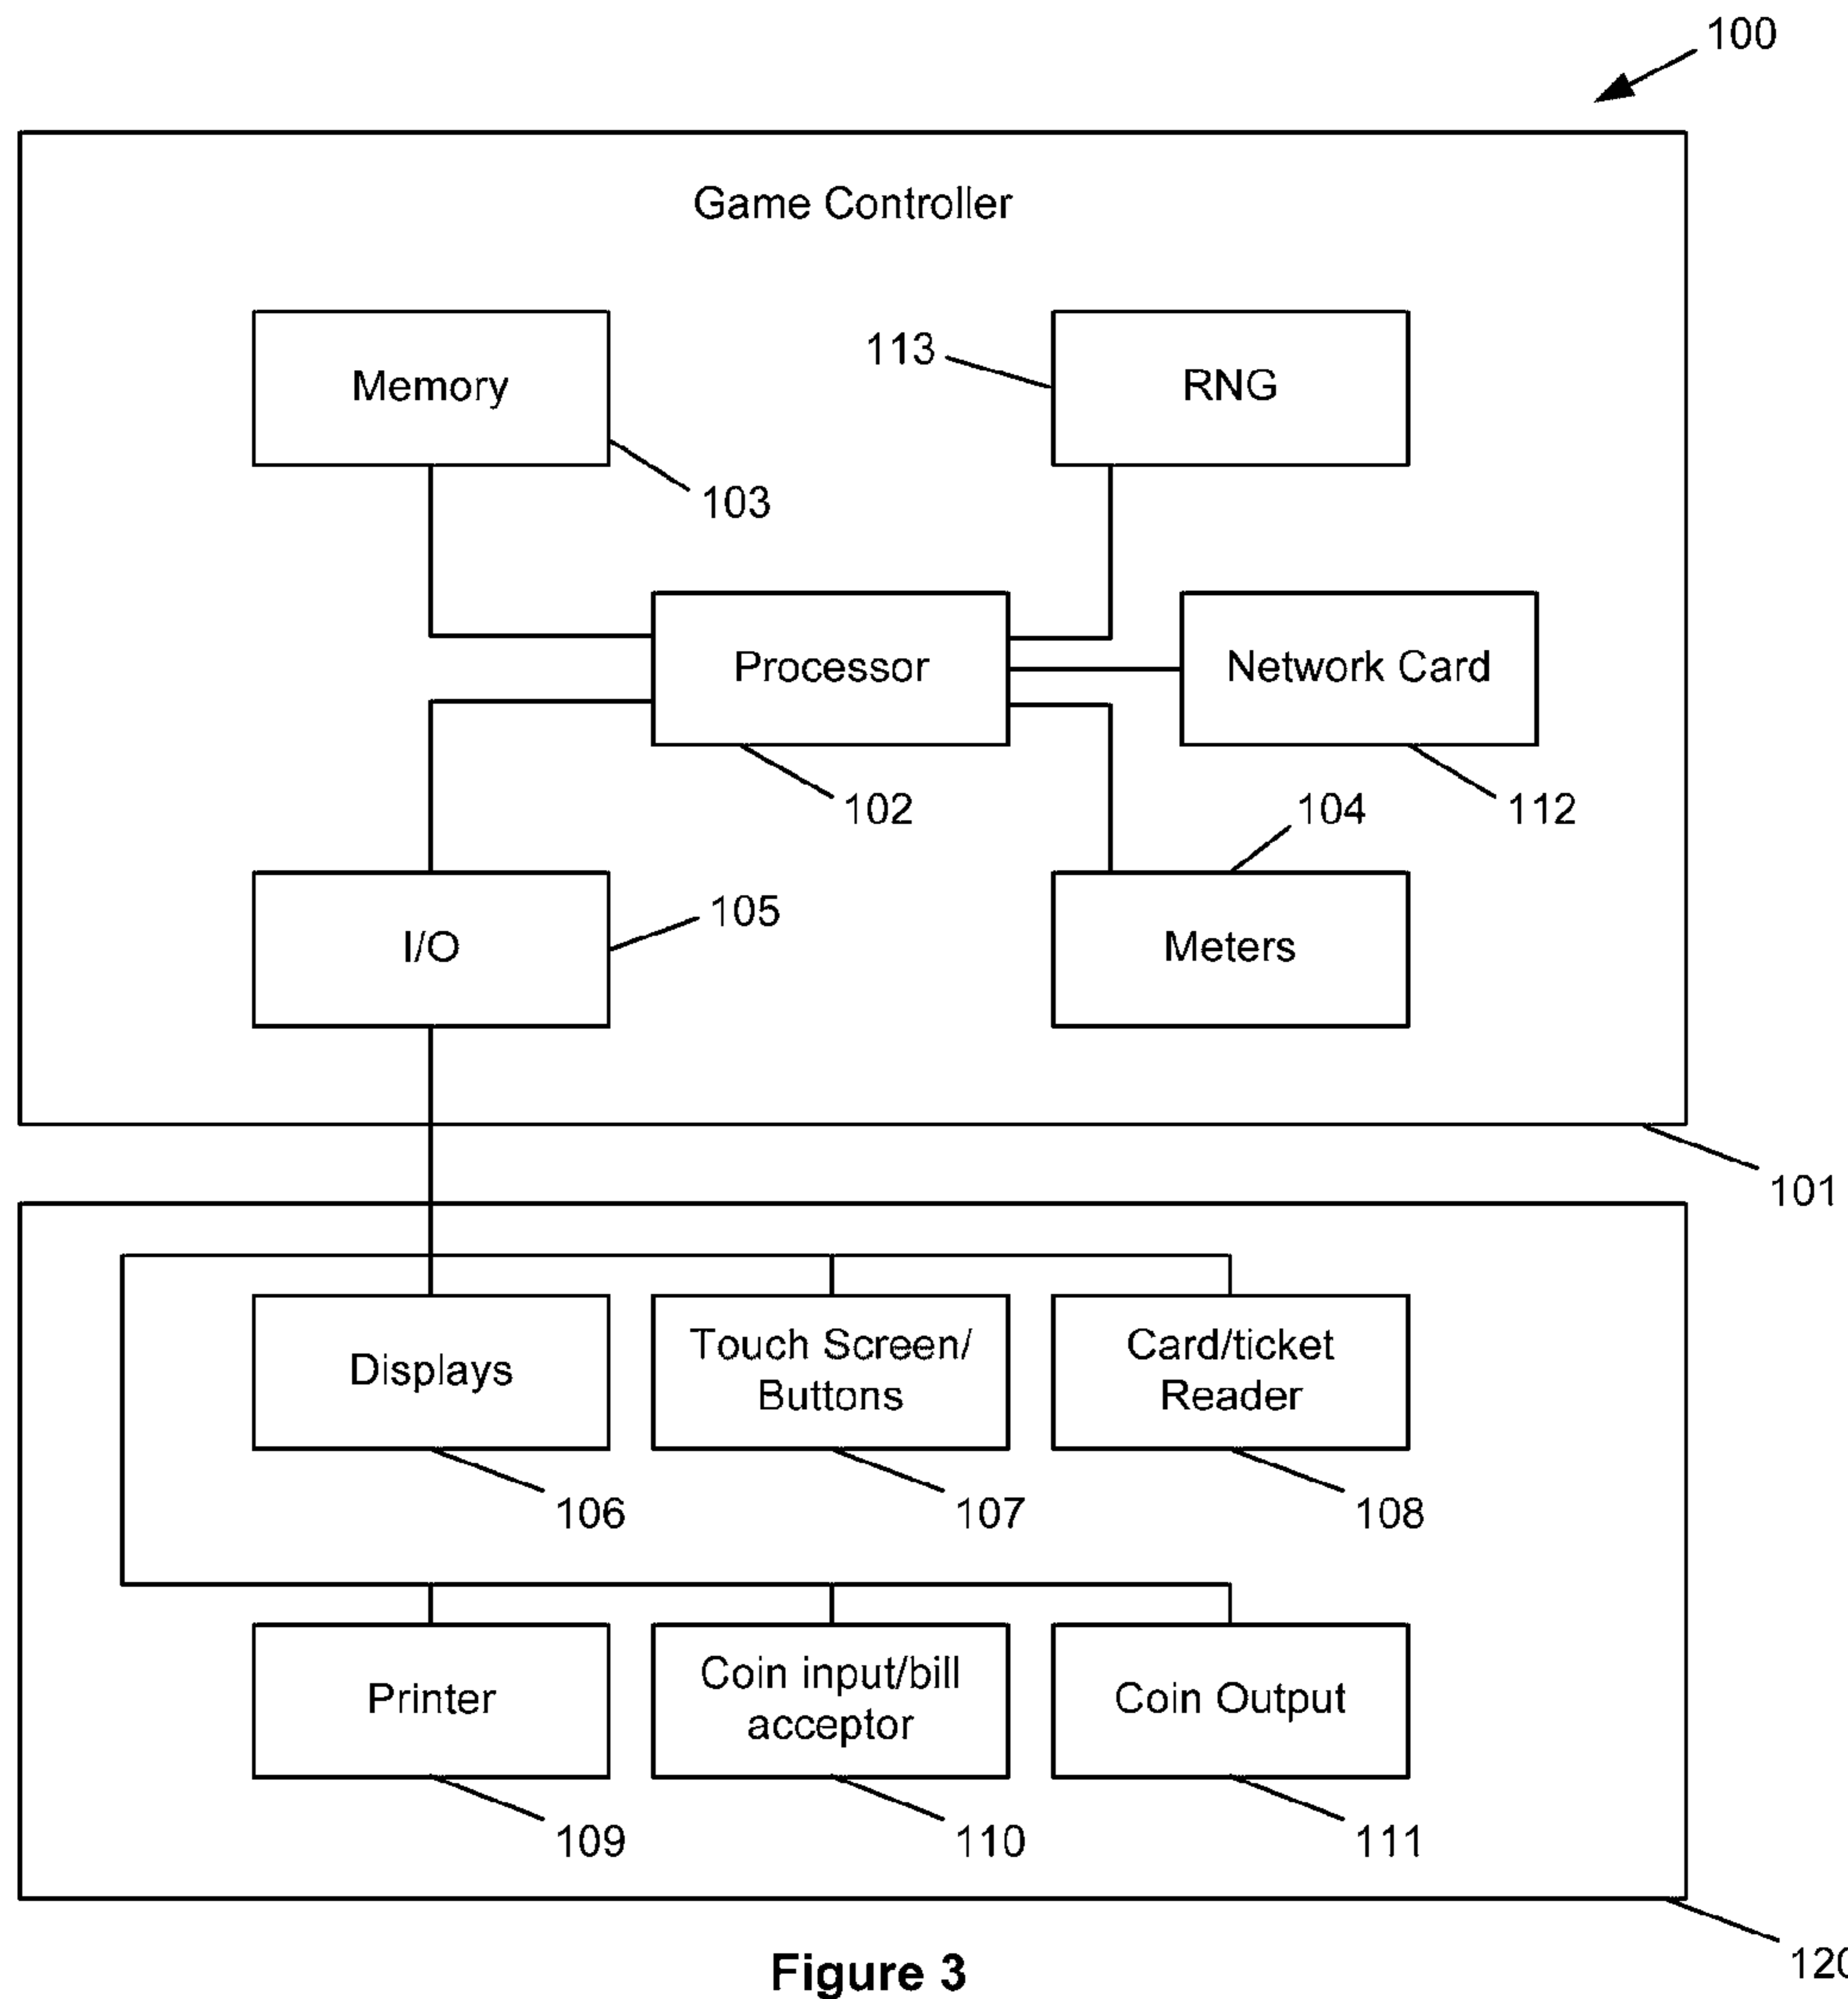 100
Game Controller
Memory
113
RNG
103
Processor
Network Card
102
104
112
I/O
105
Meters
101
Displays
Touch Screen/
Buttons
Card/ticket
Reader
106
107
108
Printer
Coin input/bill
acceptor
Coin Output
109
110
111
120
Figure 3